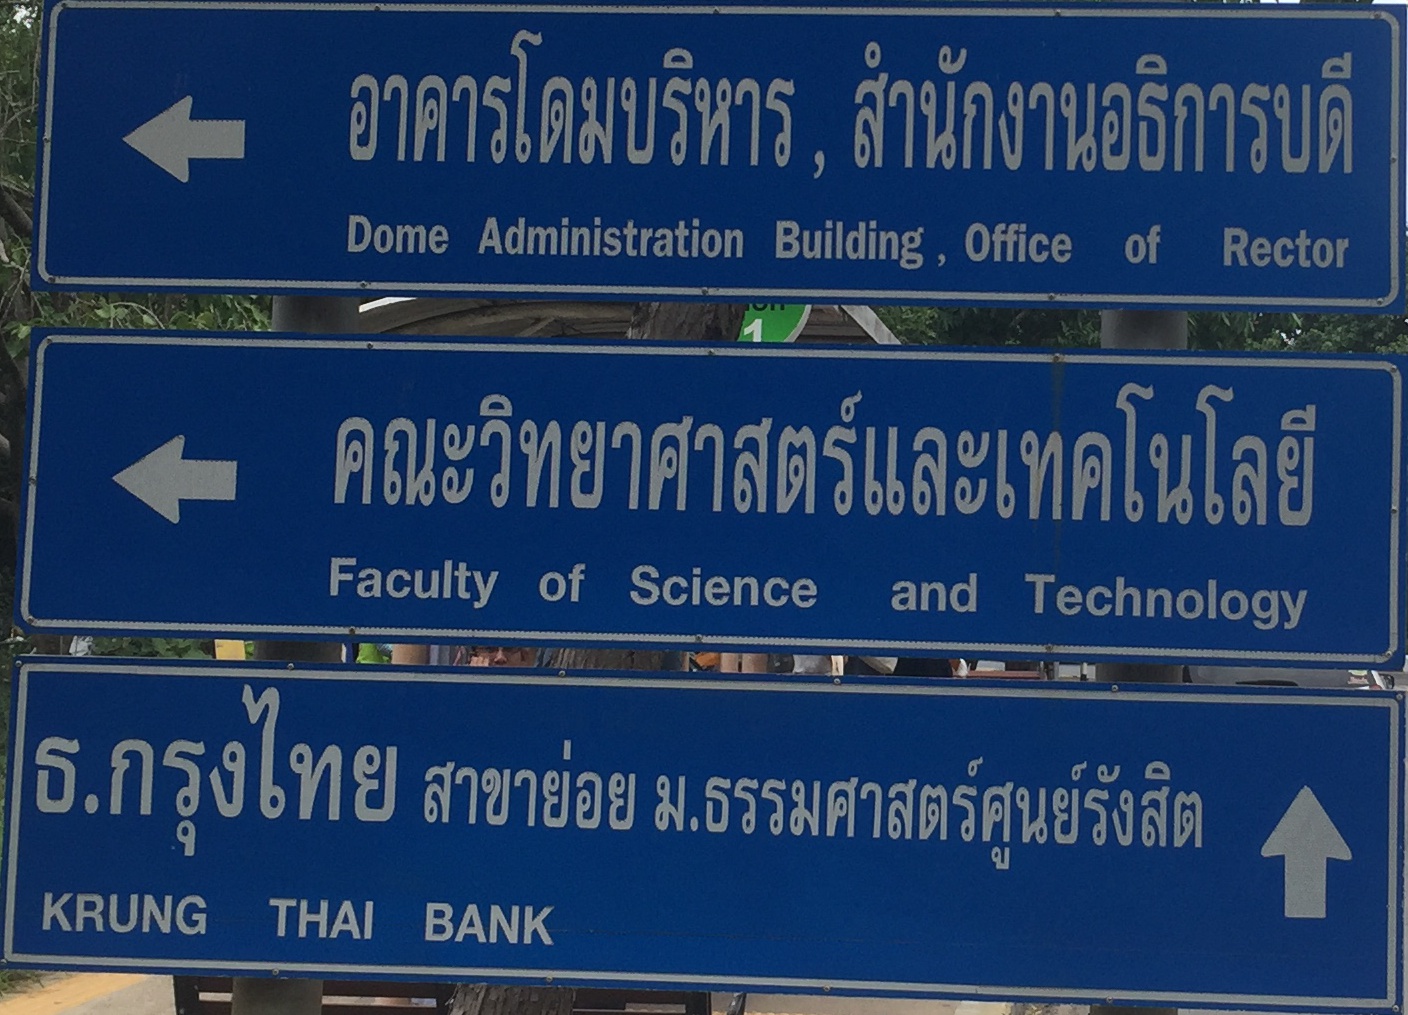 อาคารโดมบริหาร , สำนักงานอธิการบดี
Dome Administration Building , Office of Rector
1
คณะวิทยาศาสตร์และเทคโนโลยี
Faculty of Science and Technology
ธ.กรุงไทย สาขาย่อย ม.ธรรมศาสตร์ศูนย์รังสิต
KRUNG THAI BANK